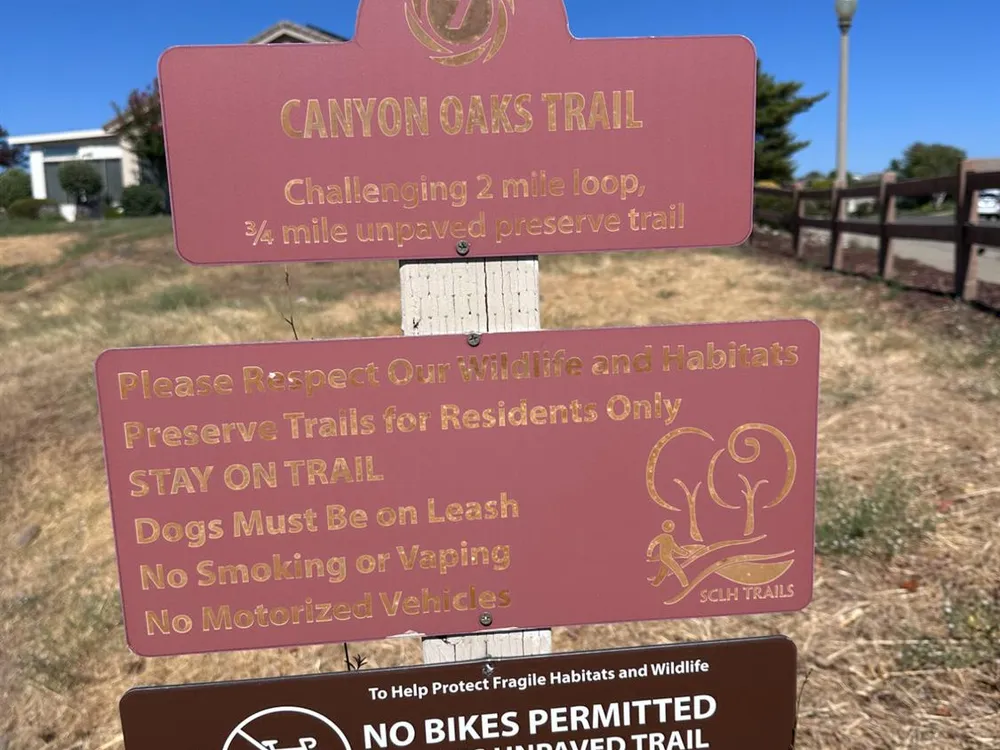 CANYON OAKS TRAIL
Challenging 2 mile loop,
¾ mile unpaved preserve trail
Please Respect Our Wildlife and Habitats
Preserve Trails for Residents Only
STAY ON TRAIL
Dogs Must Be on Leash
No Smoking or Vaping
No Motorized Vehicles
SCLH TRAILS
To Help Protect Fragile Habitats and Wildlife
NO BIKES PERMITTED
UNPAVED TRAIL